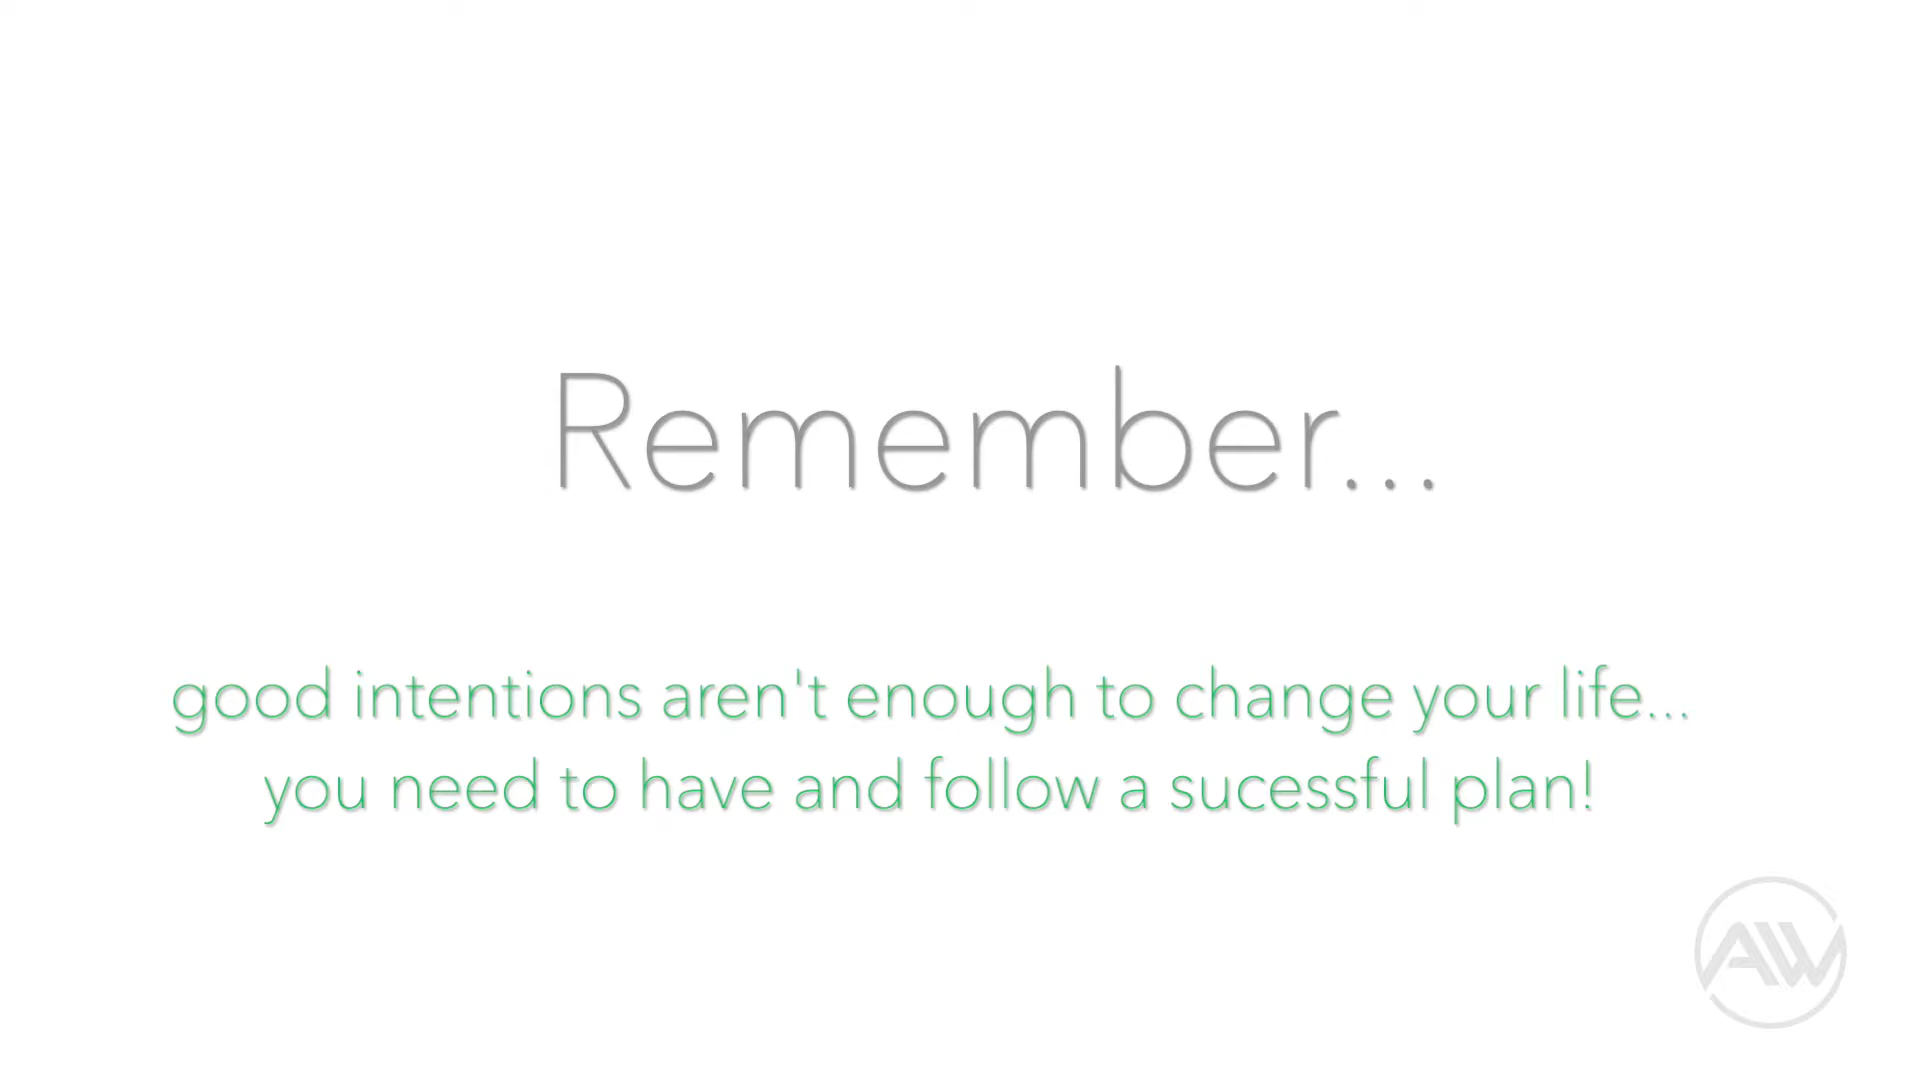 Remember...
good intentions aren't enough to change your life...
you need to have and follow a sucessful plan!
AW